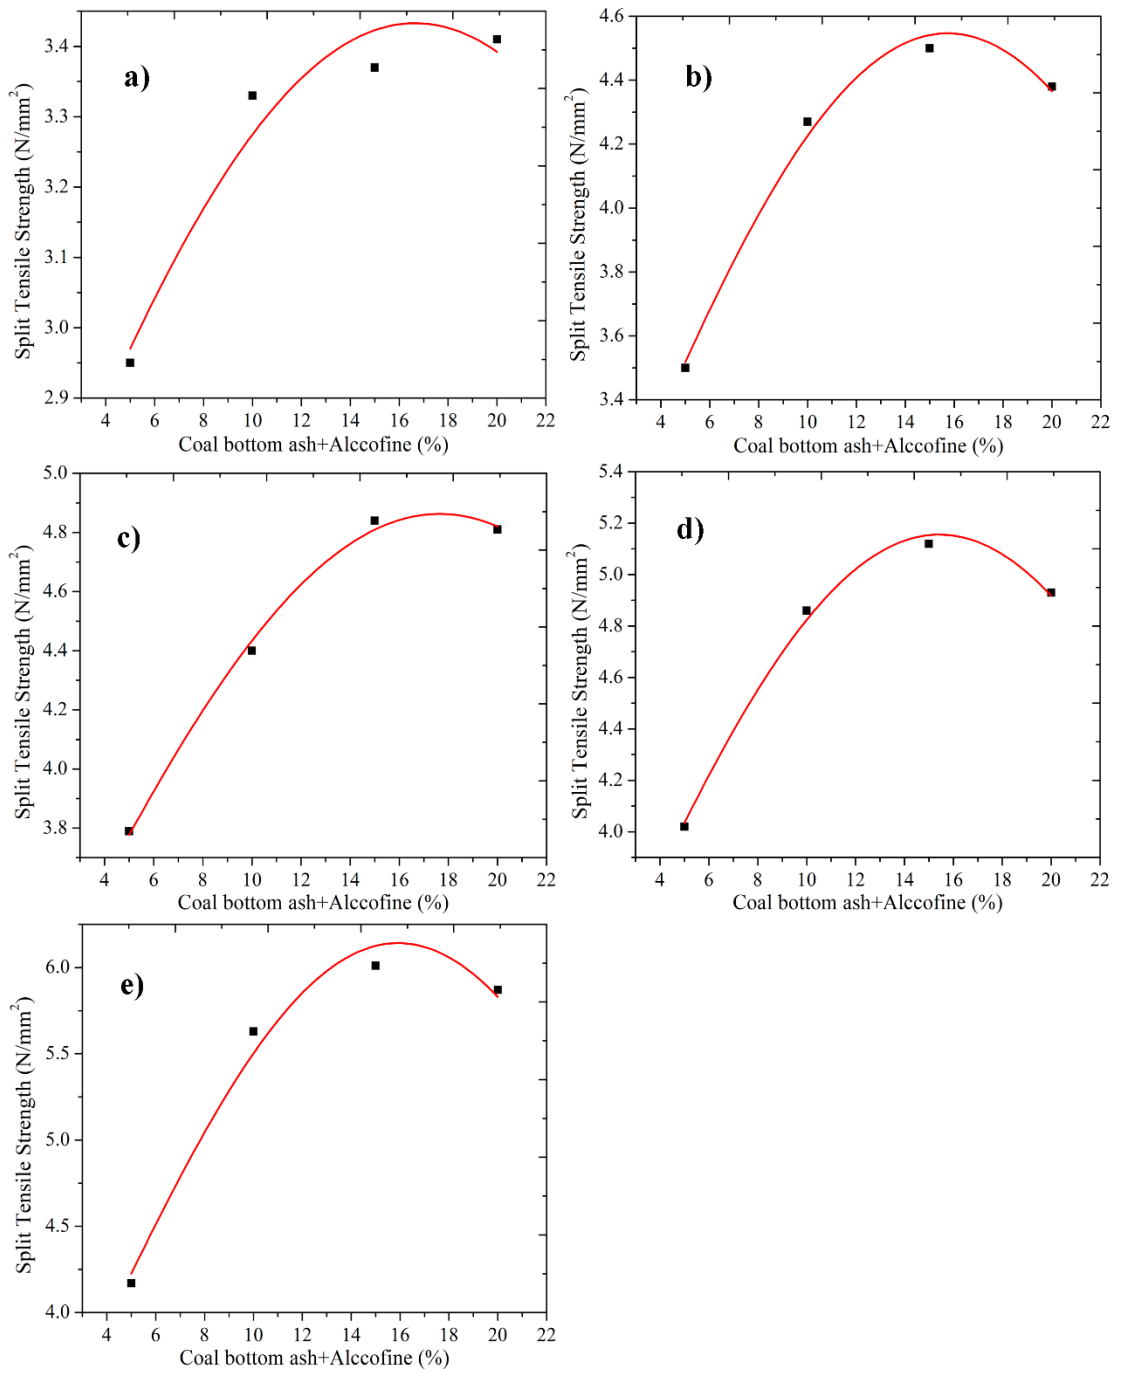 a)
Split Tensile Strength (N/mm²)
3.4
3.3
3.2
3.1
3.0
2.9
4 6 8 10 12 14 16 18 20 22
Coal bottom ash+Alccofine (%)
b)
Split Tensile Strength (N/mm²)
4.6
4.4
4.2
4.0
3.8
3.6
3.4
4 6 8 10 12 14 16 18 20 22
Coal bottom ash+Alccofine (%)
c)
Split Tensile Strength (N/mm²)
5.0
4.8
4.6
4.4
4.2
4.0
3.8
4 6 8 10 12 14 16 18 20 22
Coal bottom ash+Alccofine (%)
d)
Split Tensile Strength (N/mm²)
5.4
5.2
5.0
4.8
4.6
4.4
4.2
4.0
4 6 8 10 12 14 16 18 20 22
Coal bottom ash+Alccofine (%)
e)
Split Tensile Strength (N/mm²)
6.0
5.5
5.0
4.5
4.0
4 6 8 10 12 14 16 18 20 22
Coal bottom ash+Alccofine (%)